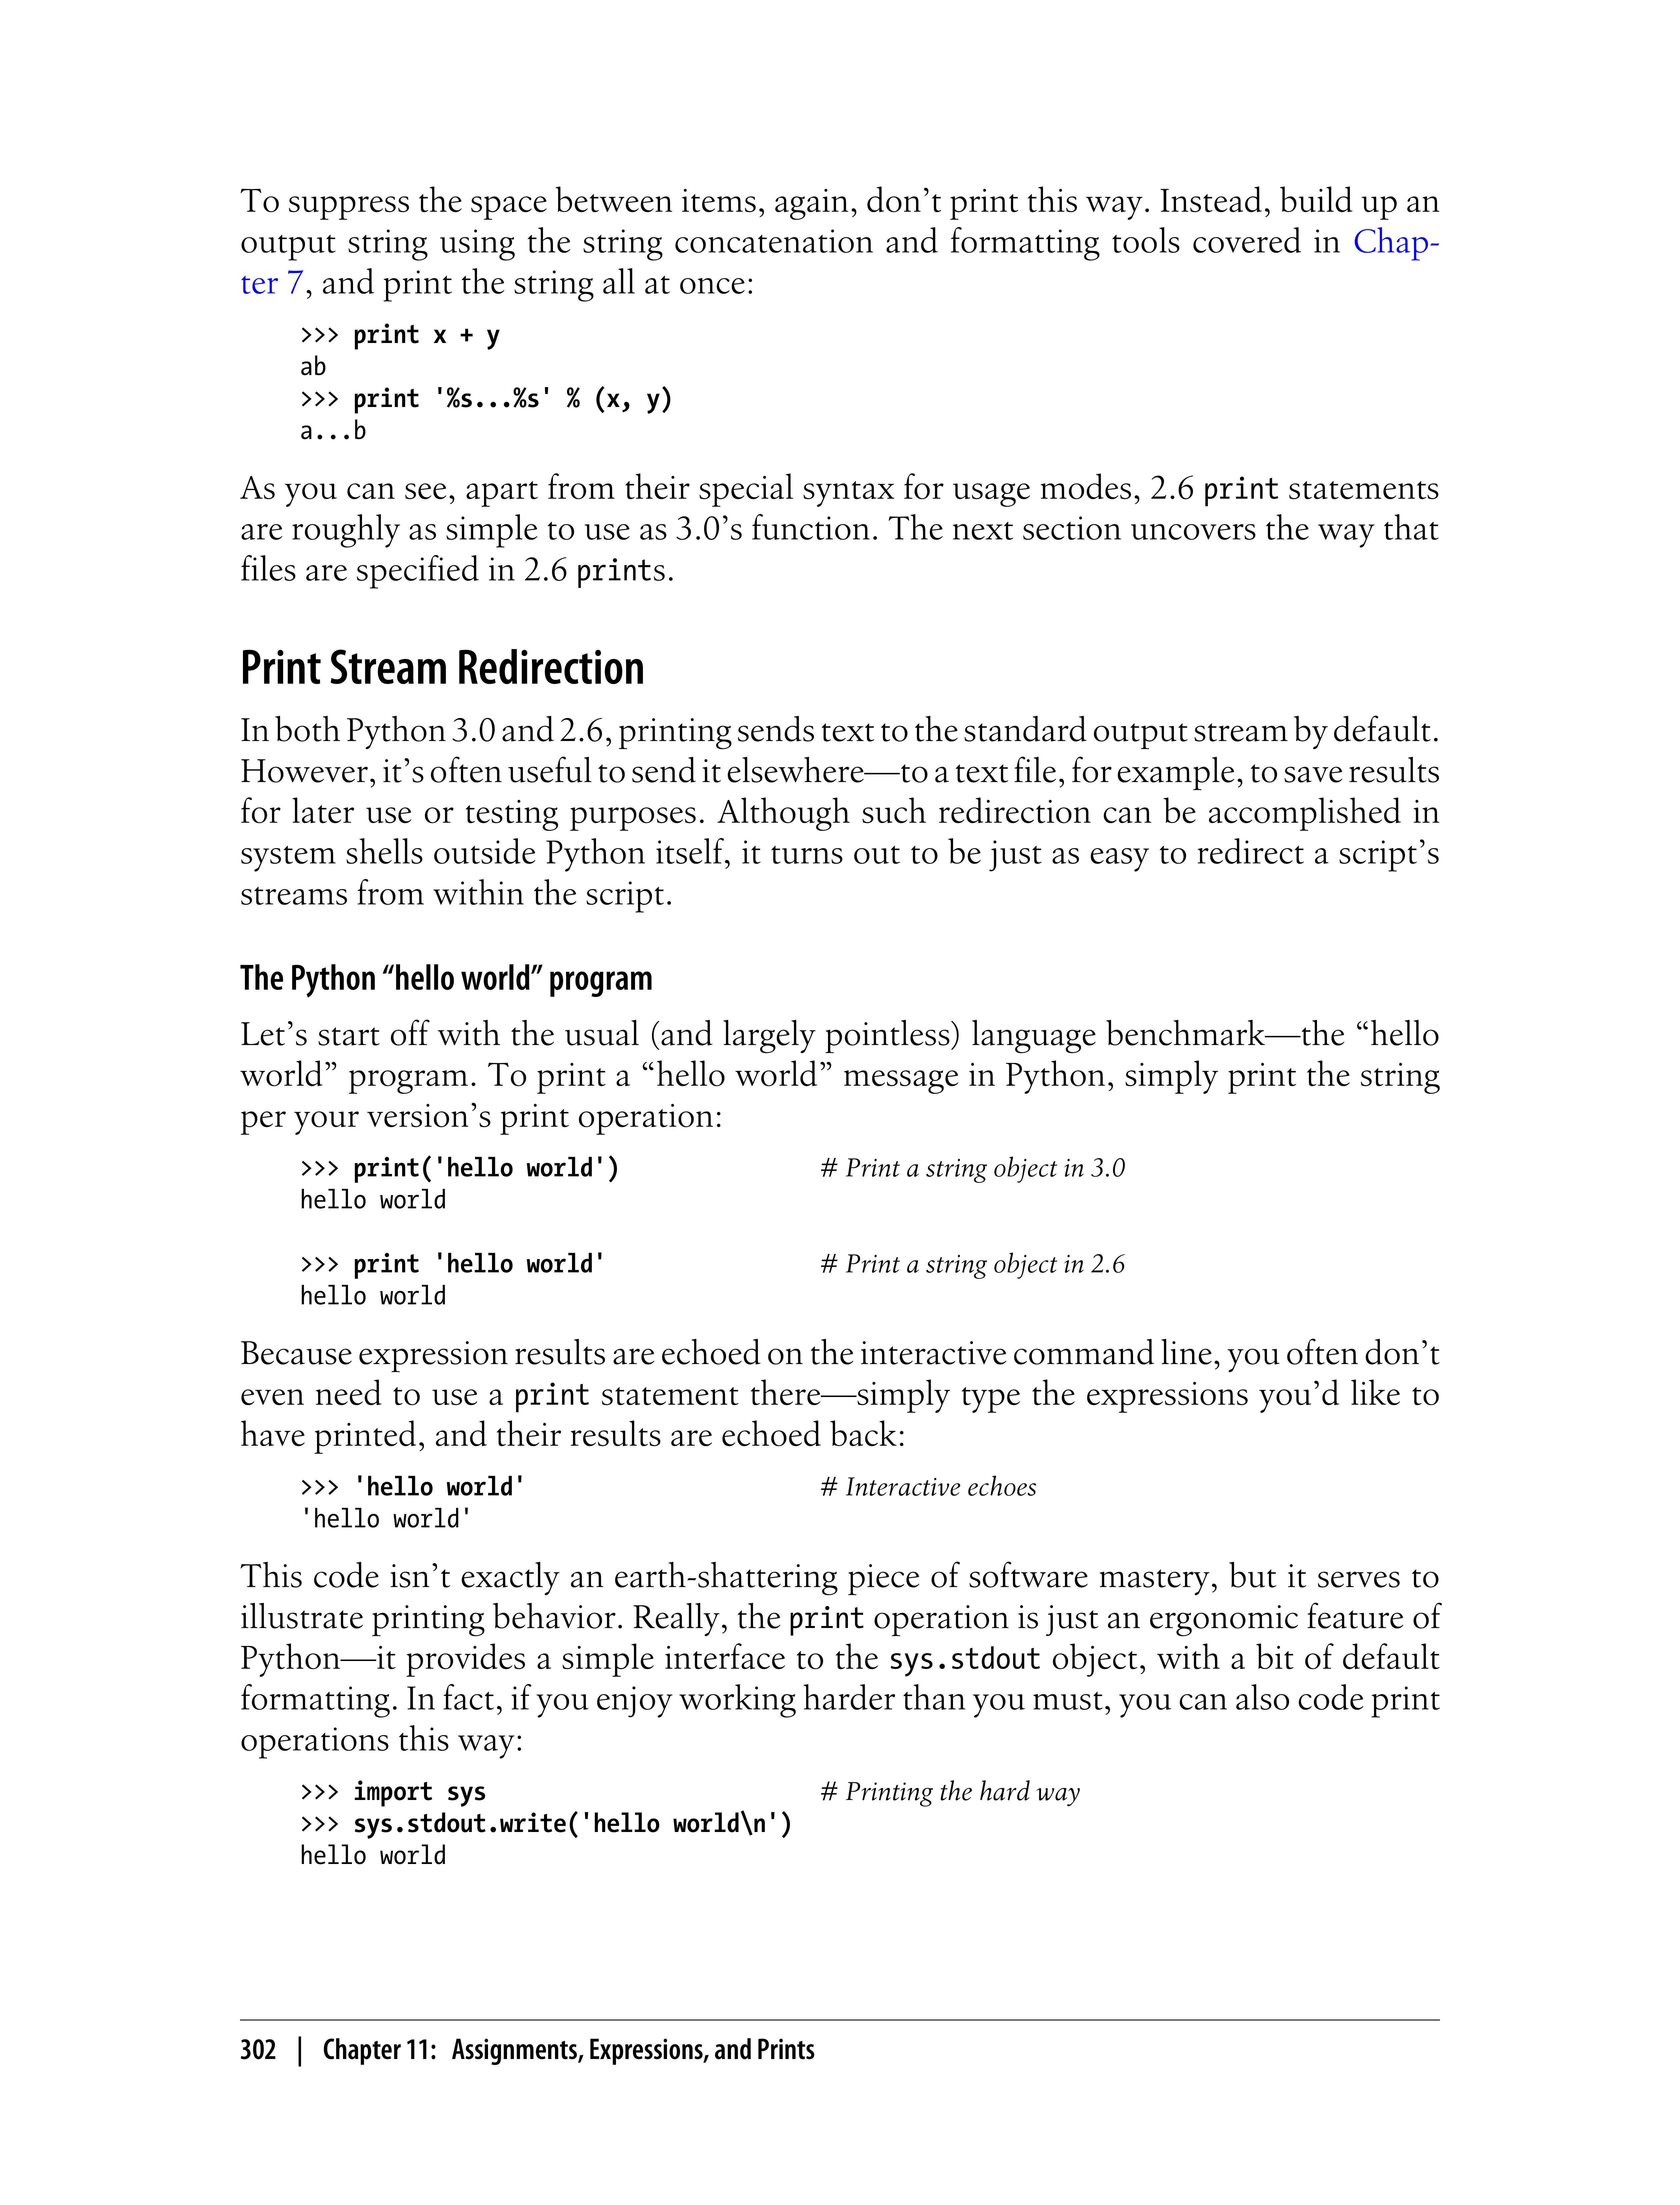 To suppress the space between items, again, don’t print this way. Instead, build up an
output string using the string concatenation and formatting tools covered in Chap-
ter 7, and print the string all at once:
>>> print x + y
ab
>>> print '%s...%s' % (x, y)
a...b
As you can see, apart from their special syntax for usage modes, 2.6 print statements
are roughly as simple to use as 3.0’s function. The next section uncovers the way that
files are specified in 2.6 prints.
Print Stream Redirection
In both Python 3.0 and 2.6, printing sends text to the standard output stream by default.
However, it’s often useful to send it elsewhere—to a text file, for example, to save results
for later use or testing purposes. Although such redirection can be accomplished in
system shells outside Python itself, it turns out to be just as easy to redirect a script’s
streams from within the script.
The Python “hello world” program
Let’s start off with the usual (and largely pointless) language benchmark—the “hello
world” program. To print a “hello world” message in Python, simply print the string
per your version’s print operation:
>>> print('hello world') # Print a string object in 3.0
hello world
>>> print 'hello world' # Print a string object in 2.6
hello world
Because expression results are echoed on the interactive command line, you often don’t
even need to use a print statement there—simply type the expressions you’d like to
have printed, and their results are echoed back:
>>> 'hello world' # Interactive echoes
'hello world'
This code isn’t exactly an earth-shattering piece of software mastery, but it serves to
illustrate printing behavior. Really, the print operation is just an ergonomic feature of
Python—it provides a simple interface to the sys.stdout object, with a bit of default
formatting. In fact, if you enjoy working harder than you must, you can also code print
operations this way:
>>> import sys # Printing the hard way
>>> sys.stdout.write('hello world\n')
hello world
302 | Chapter 11: Assignments, Expressions, and Prints